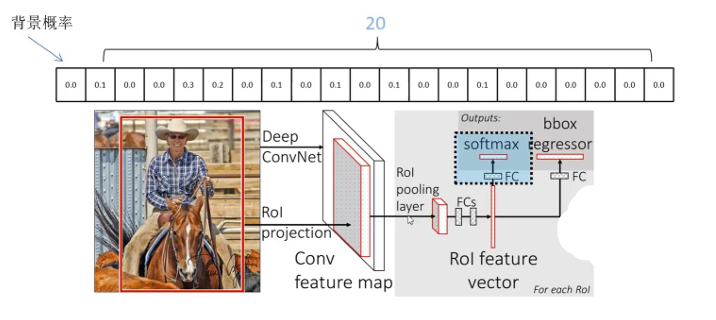 背景概率
20
0.0 0.1 0.0 0.0 0.3 0.2 0.0 0.1 0.0 0.1 0.0 0.1 0.0 0.0 0.1 0.0 0.0 0.0 0.0 0.0 0.0
Deep
ConvNet
RoI
projection
Conv
feature map
RoI
pooling
layer
FCs
Outputs:
softmax
FC
bbox
regressor
FC
RoI feature
vector
For each RoI